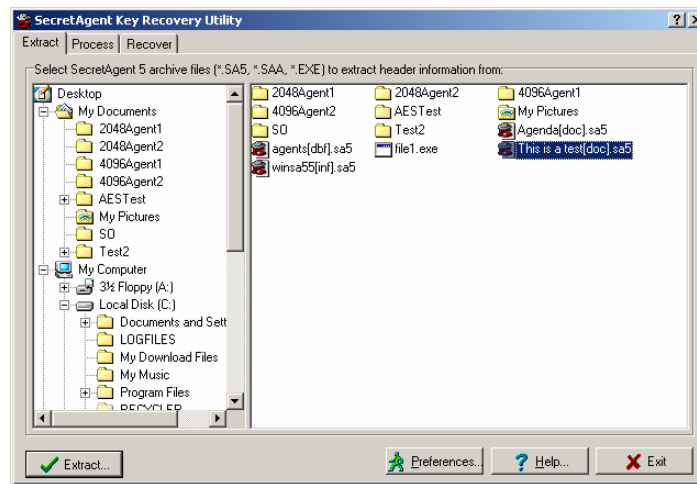 SecretAgent Key Recovery Utility
Extract Process Recover
Select SecretAgent 5 archive files (*.SA5, *.SAA, *.EXE) to extract header information from:
Desktop
My Documents
2048Agent1
2048Agent2
4096Agent1
4096Agent2
AESTest
My Pictures
SO
Test2
My Computer
3½ Floppy (A:)
Local Disk (C:)
Documents and Sett
LOGFILES
My Download Files
My Music
Program Files
RECYCLER
2048Agent1 2048Agent2 4096Agent1
4096Agent2 AESTest My Pictures
SO Test2 Agenda[doc].sa5
agents[dbf].sa5 file1.exe This is a test[doc].sa5
winsa55[inf].sa5
Extract... Preferences... Help... Exit